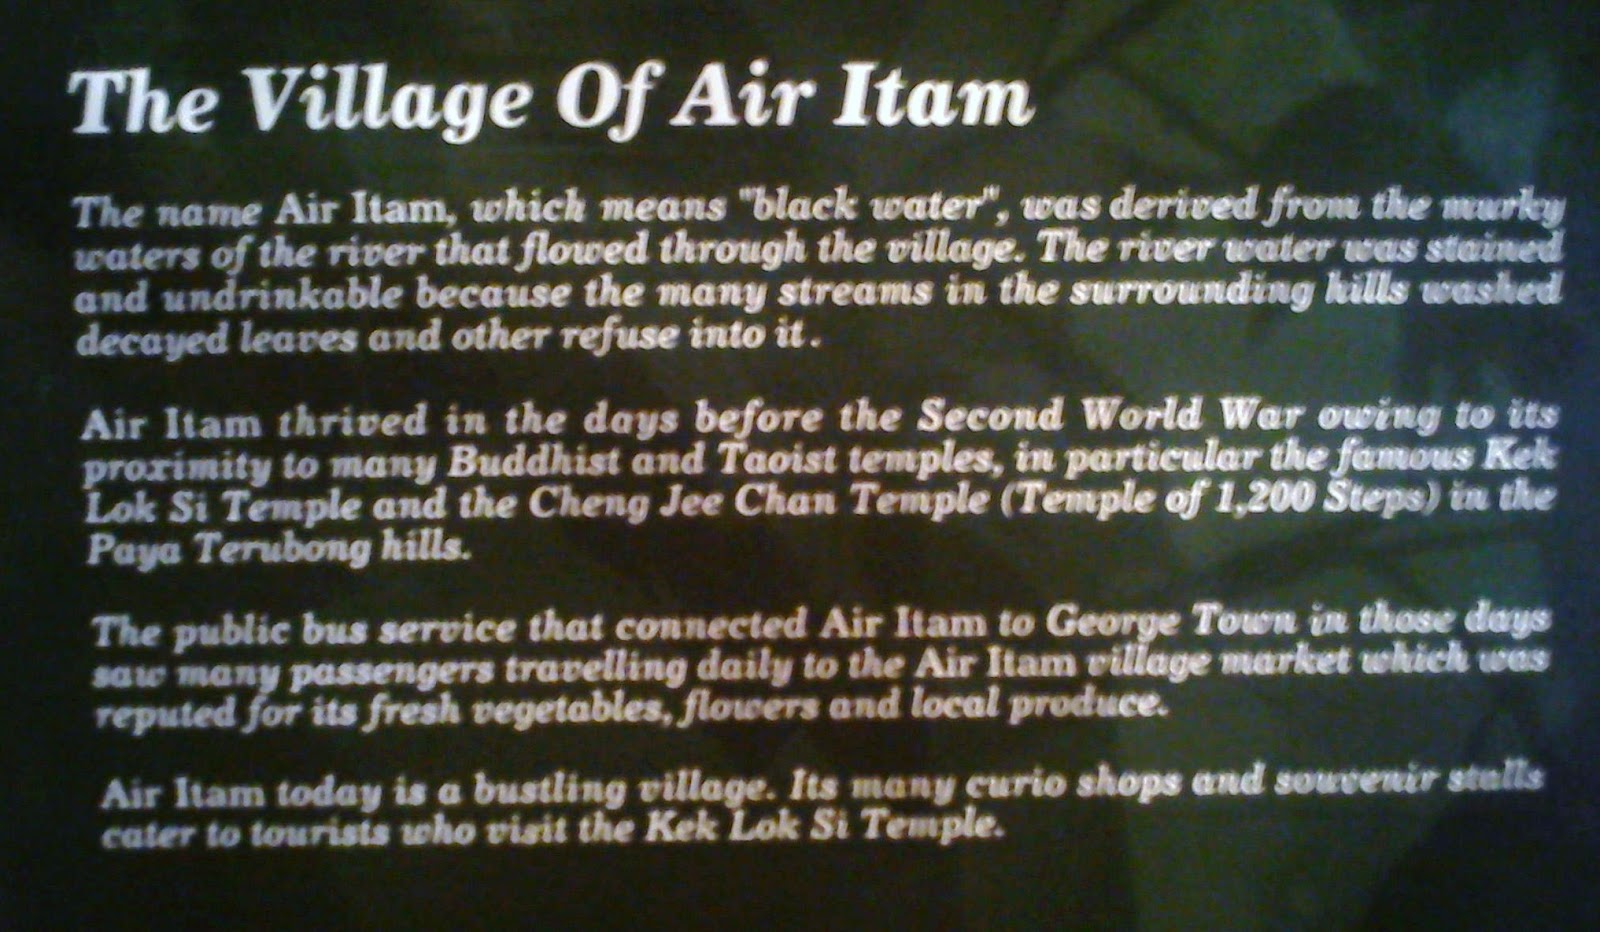 The Village Of Air Itam
The name Air Itam, which means "black water", was derived from the murky
waters of the river that flowed through the village. The river water was stained
and undrinkable because the many streams in the surrounding hills washed
decayed leaves and other refuse into it.
Air Itam thrived in the days before the Second World War owing to its
proximity to many Buddhist and Taoist temples, in particular the famous Kek
Lok Si Temple and the Cheng Jee Chan Temple (Temple of 1,200 Steps) in the
Paya Terubong hills.
The public bus service that connected Air Itam to George Town in those days
saw many passengers travelling daily to the Air Itam village market which was
reputed for its fresh vegetables, flowers and local produce.
Air Itam today is a bustling village. Its many curio shops and souvenir stalls
cater to tourists who visit the Kek Lok Si Temple.